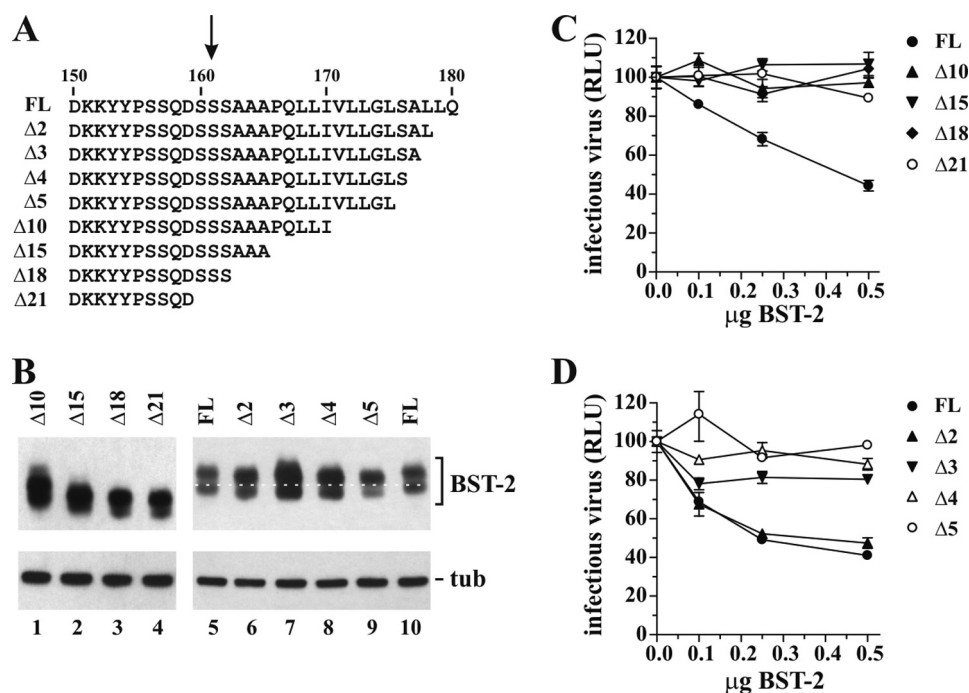 A
150 160 170 180
FL DKKYYPSSQDSSSAAAPQLLIVLLGLSALLQ
Δ2 DKKYYPSSQDSSSAAAPQLLIVLLGLSAL
Δ3 DKKYYPSSQDSSSAAAPQLLIVLLGLSA
Δ4 DKKYYPSSQDSSSAAAPQLLIVLLGLS
Δ5 DKKYYPSSQDSSSAAAPQLLIVLLGL
Δ10 DKKYYPSSQDSSSAAAPQLLI
Δ15 DKKYYPSSQDSSSAAA
Δ18 DKKYYPSSQDSSS
Δ21 DKKYYPSSQD
B
Δ10 Δ15 Δ18 Δ21 FL Δ2 Δ3 Δ4 Δ5 FL
BST-2
tub
1 2 3 4 5 6 7 8 9 10
C
infectious virus (RLU)
120
100
80
60
40
20
0
0.0 0.1 0.2 0.3 0.4 0.5
μg BST-2
FL
Δ10
Δ15
Δ18
Δ21
D
infectious virus (RLU)
120
100
80
60
40
20
0
0.0 0.1 0.2 0.3 0.4 0.5
μg BST-2
FL
Δ2
Δ3
Δ4
Δ5